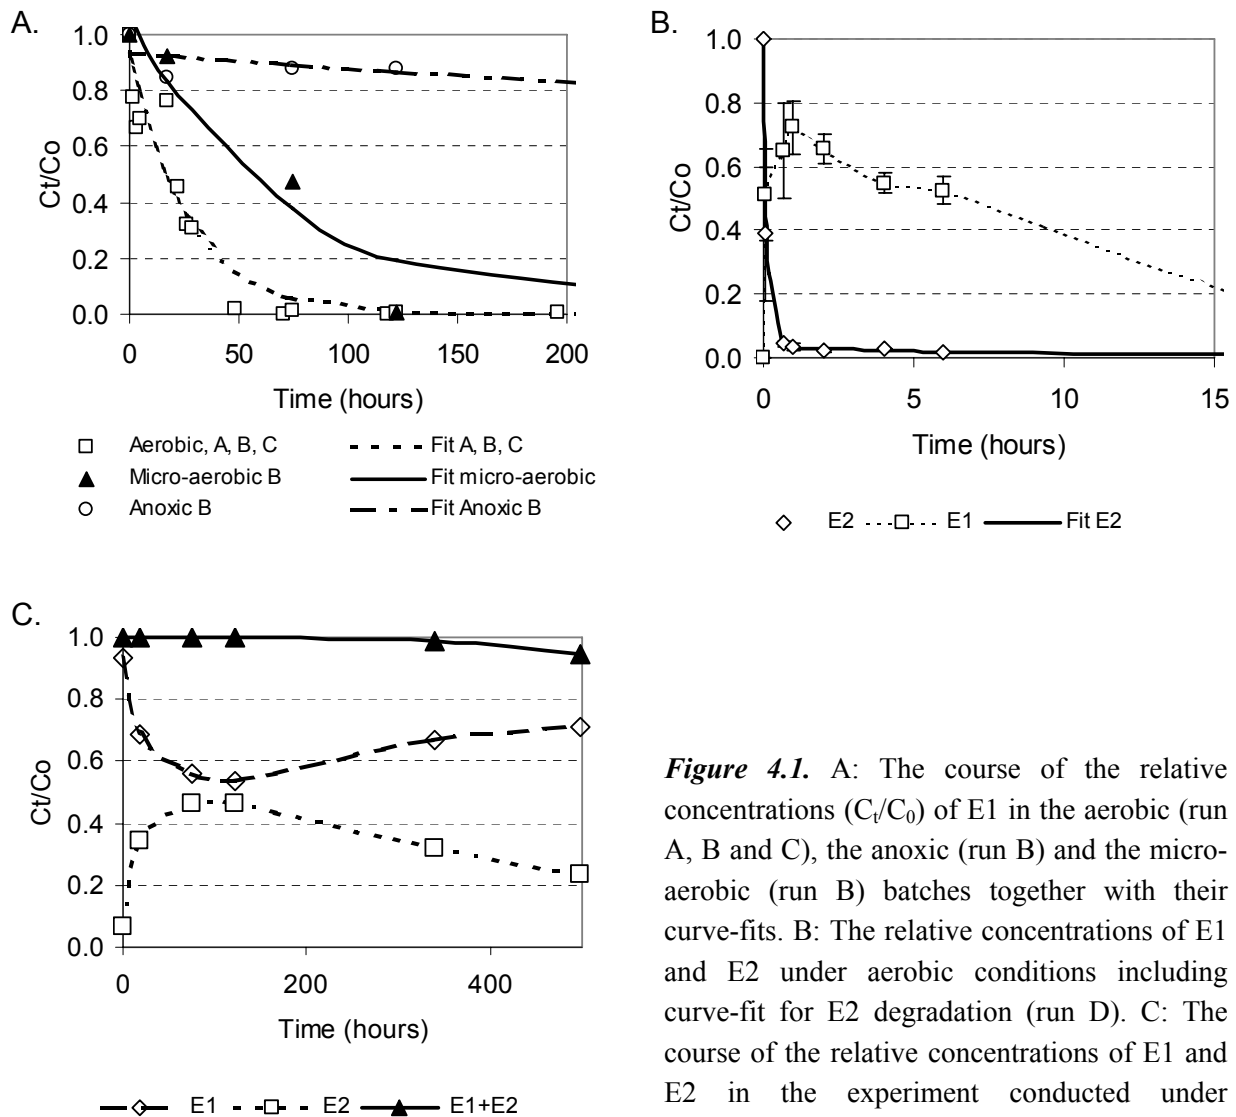 A.
1.0
0.8
0.6
0.4
0.2
0.0
Ct/Co
0 50 100 150 200
Time (hours)
Aerobic, A, B, C
Fit A, B, C
Micro-aerobic B
Fit micro-aerobic
Anoxic B
Fit Anoxic B
B.
1.0
0.8
0.6
0.4
0.2
0.0
Ct/Co
0 5 10 15
Time (hours)
E2 E1 Fit E2
C.
1.0
0.8
0.6
0.4
0.2
0.0
Ct/Co
0 200 400
Time (hours)
E1 E2 E1+E2
Figure 4.1. A: The course of the relative
concentrations (Ct/C0) of E1 in the aerobic (run
A, B and C), the anoxic (run B) and the micro-
aerobic (run B) batches together with their
curve-fits. B: The relative concentrations of E1
and E2 under aerobic conditions including
curve-fit for E2 degradation (run D). C: The
course of the relative concentrations of E1 and
E2 in the experiment conducted under